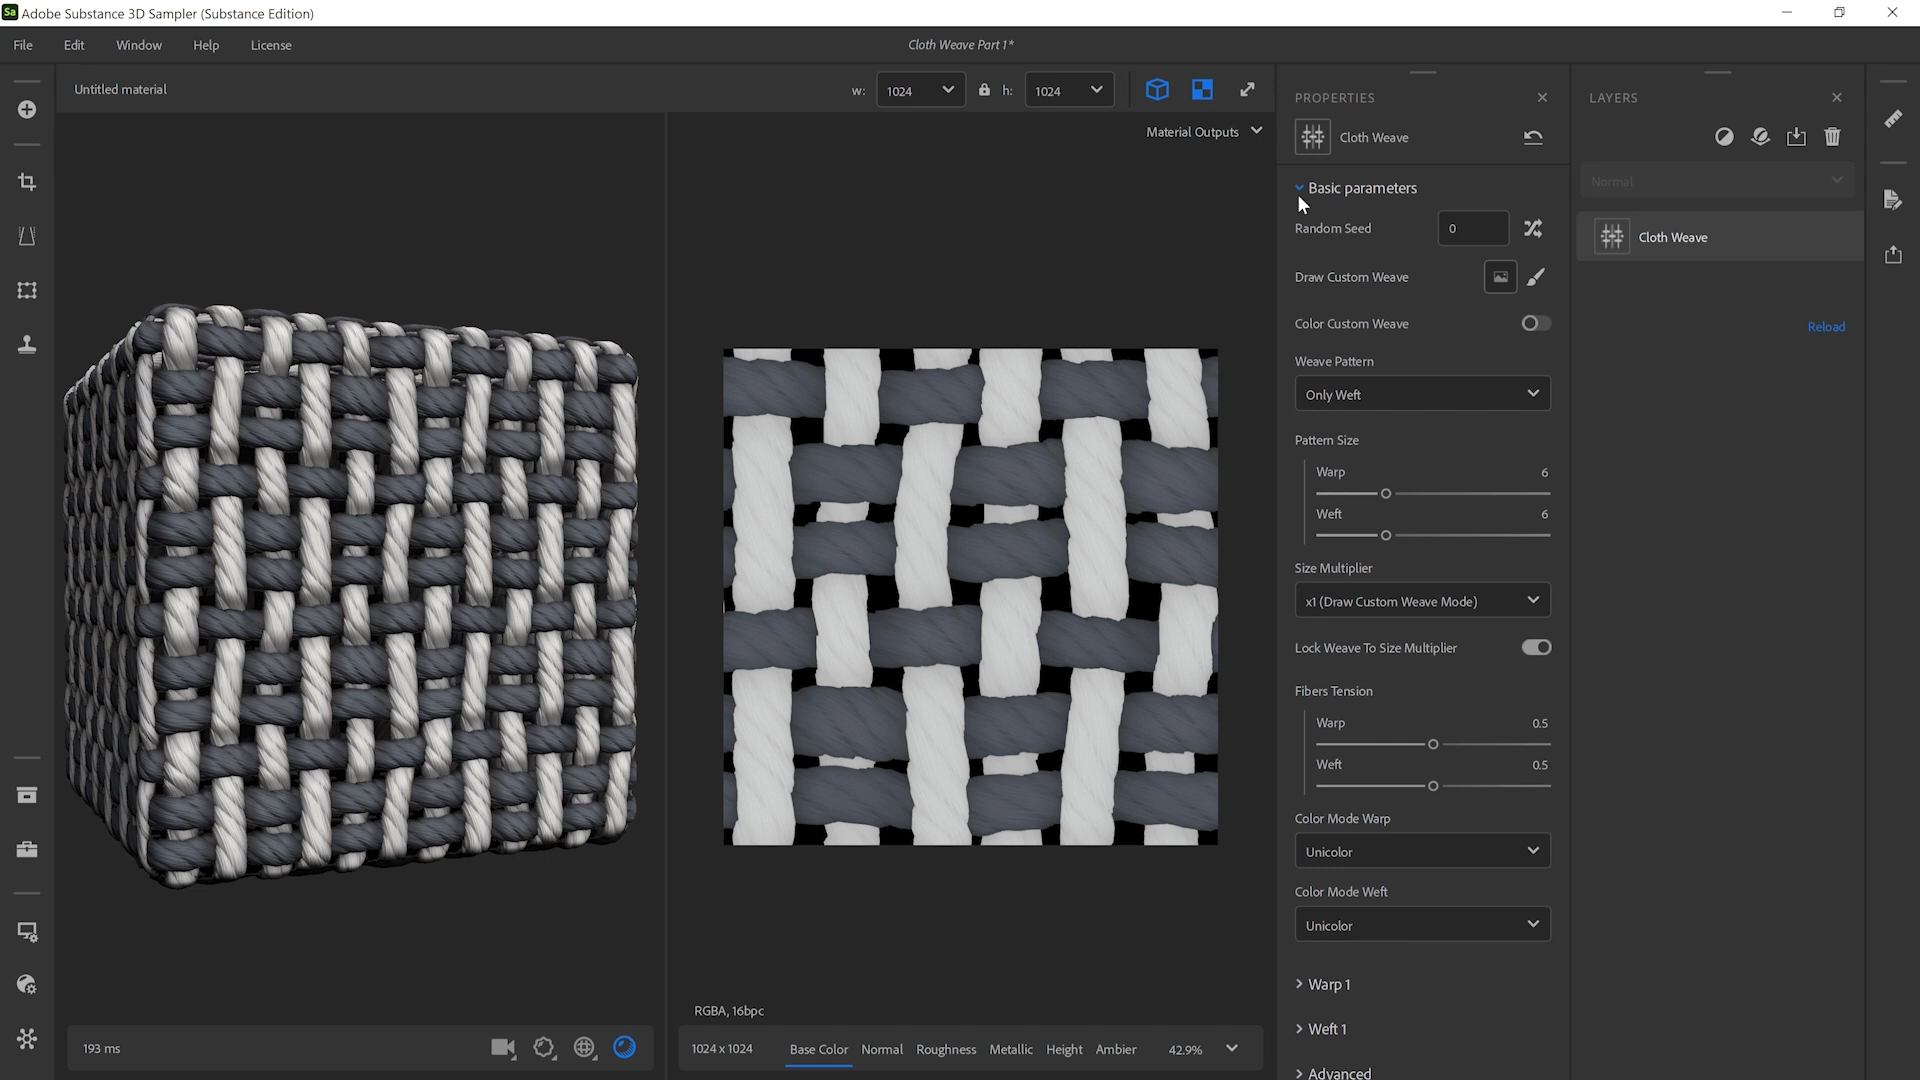 Sa Adobe Substance 3D Sampler (Substance Edition)
File Edit Window Help License
Cloth Weave Part 1*
Untitled material
w: 1024 h: 1024
Material Outputs
RGBA, 16bpc
193 ms
1024 x 1024 Base Color Normal Roughness Metallic Height Ambier 42.9%
PROPERTIES
Cloth Weave
Basic parameters
Random Seed 0
Draw Custom Weave
Color Custom Weave
Weave Pattern
Only Weft
Pattern Size
Warp 6
Weft 6
Size Multiplier
x1 (Draw Custom Weave Mode)
Lock Weave To Size Multiplier
Fibers Tension
Warp 0.5
Weft 0.5
Color Mode Warp
Unicolor
Color Mode Weft
Unicolor
Warp 1
Weft 1
Advanced
LAYERS
Normal
Cloth Weave
Reload